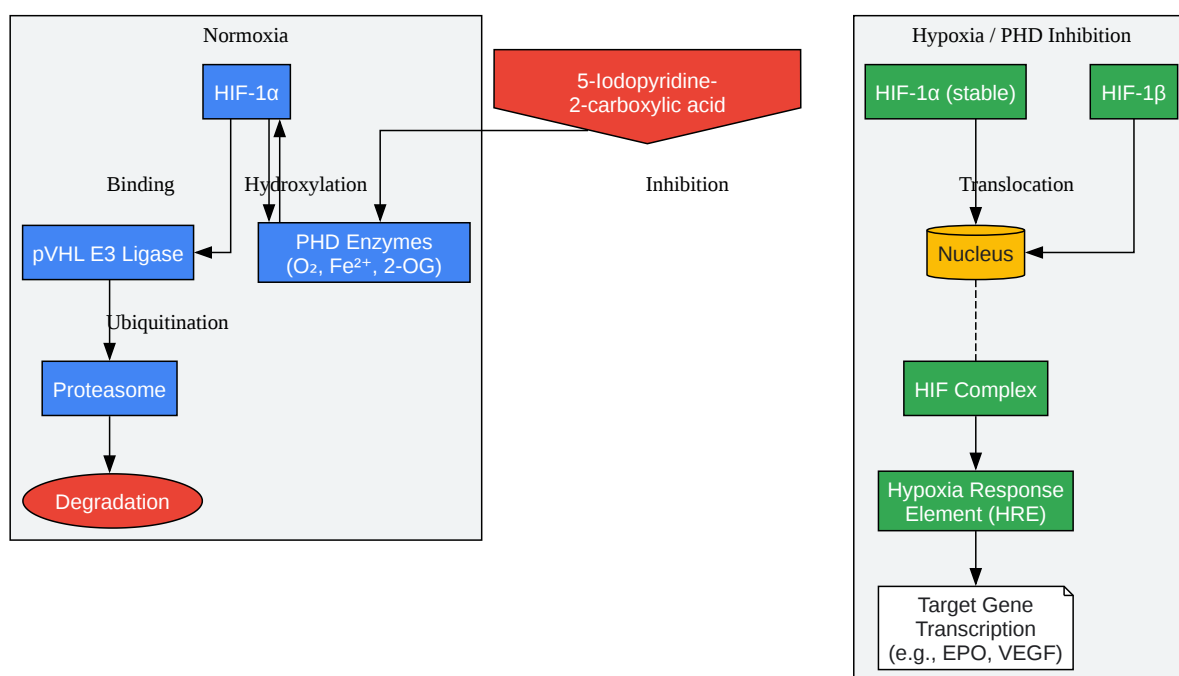 Normoxia
HIF-1α
Binding
Hydroxylation
pVHL E3 Ligase
PHD Enzymes
(O₂, Fe²⁺, 2-OG)
Ubiquitination
Proteasome
Degradation
5-Iodopyridine-
2-carboxylic acid
Inhibition
Hypoxia / PHD Inhibition
HIF-1α (stable)
HIF-1β
Translocation
Nucleus
HIF Complex
Hypoxia Response
Element (HRE)
Target Gene
Transcription
(e.g., EPO, VEGF)